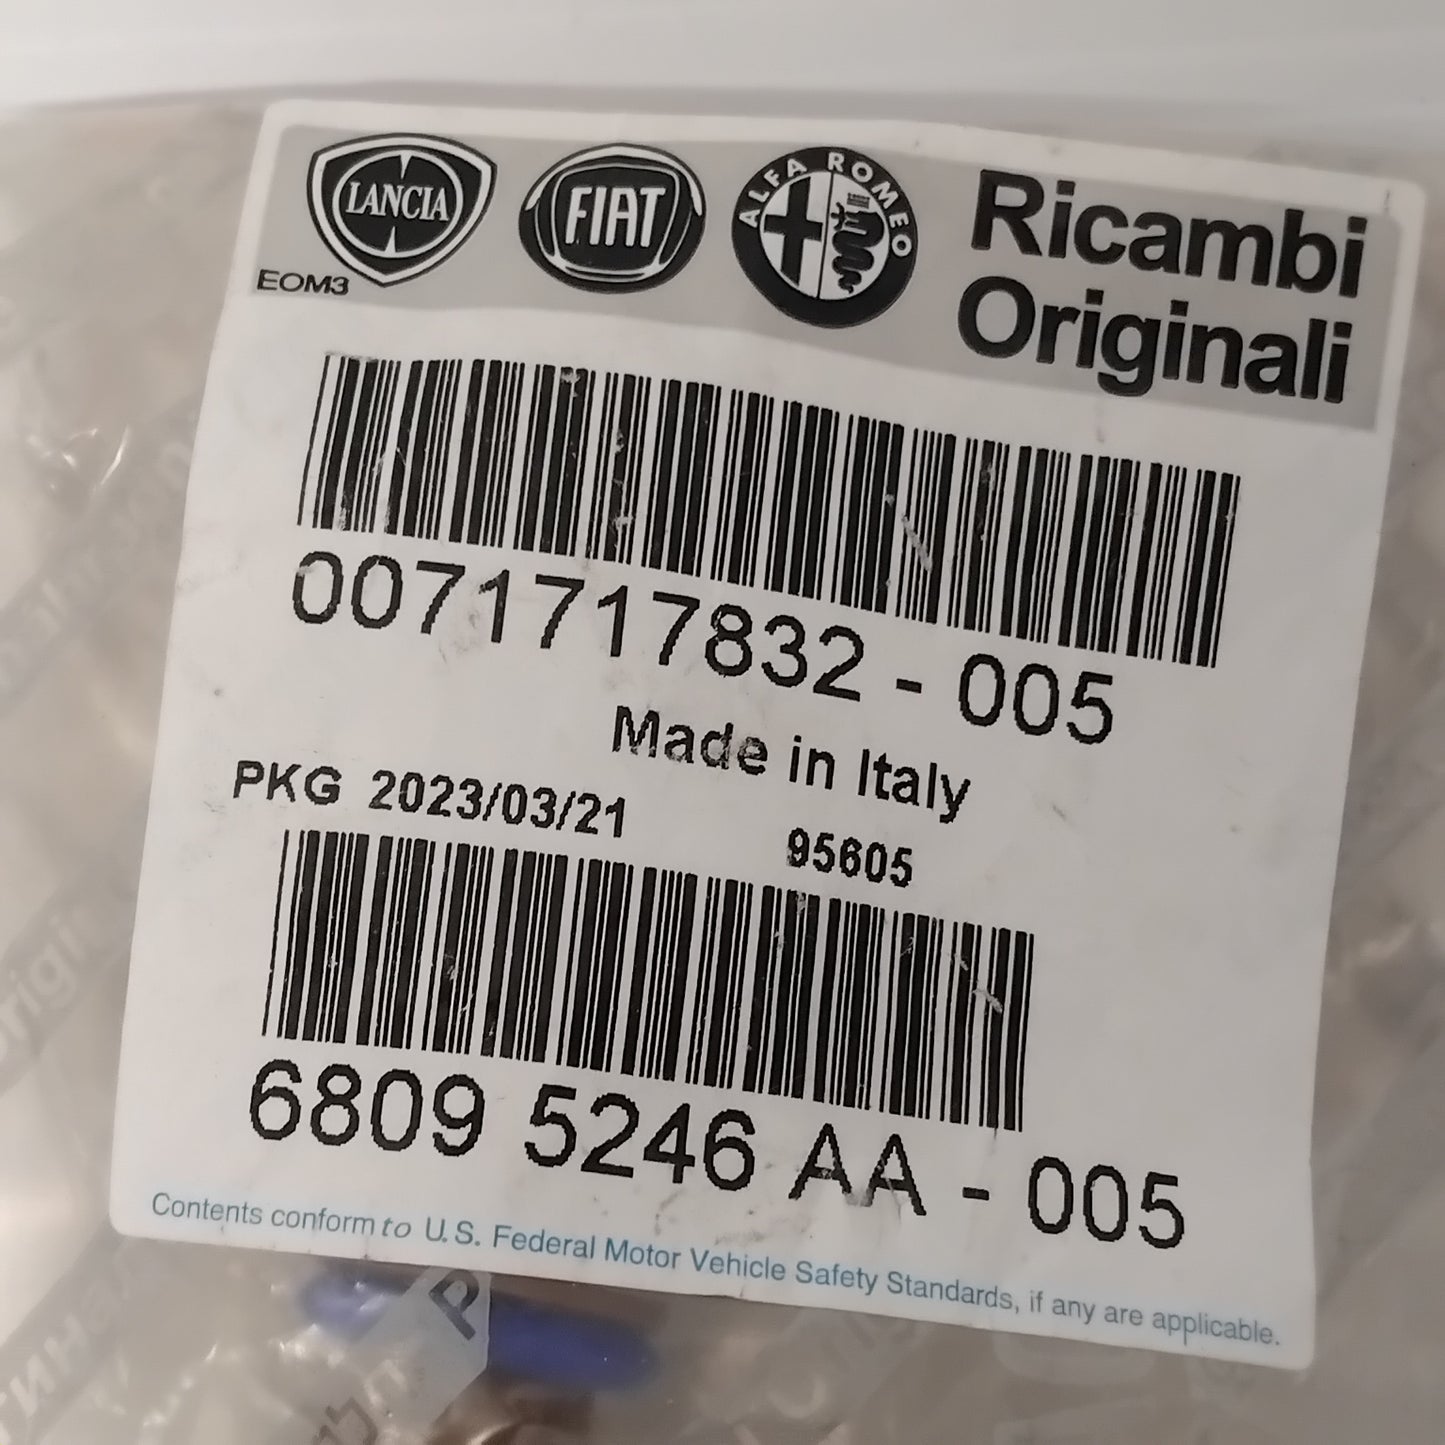 LANCIA
FIAT
ALFA ROMEO
Ricambi
Originali
EOM3
0071717832 - 005
Made in Italy
PKG 2023/03/21
95605
6809 5246 AA - 005
Contents conform to U.S. Federal Motor Vehicle Safety Standards, if any are applicable.